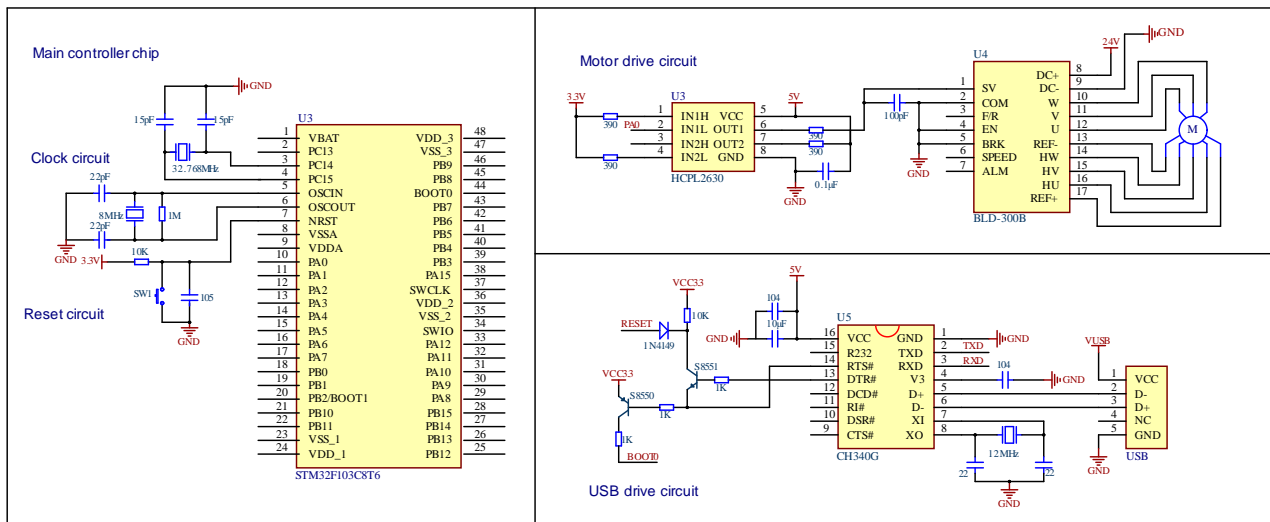 Main controller chip
GND
15pF
15pF
32.768MHz
Clock circuit
22pF
8MHz
1M
22pF
GND
3.3V
10K
SW1
105
GND
Reset circuit
U3
1 VBAT VDD_3 48
2 PC13 VSS_3 47
3 PC14 PB9 46
4 PC15 PB8 45
5 OSCIN BOOT0 44
6 OSCOUT PB7 43
7 NRST PB6 42
8 VSSA PB5 41
9 VDDA PB4 40
10 PA0 PB3 39
11 PA1 PA15 38
12 PA2 SWCLK 37
13 PA3 VDD_2 36
14 PA4 VSS_2 35
15 PA5 SWIO 34
16 PA6 PA12 33
17 PA7 PA11 32
18 PB0 PA10 31
19 PB1 PA9 30
20 PB2/BOOT1 PA8 29
21 PB10 PB15 28
22 PB11 PB14 27
23 VSS_1 PB13 26
24 VDD_1 PB12 25
STM32F103C8T6
Motor drive circuit
3.3V
390
PA0
390
U3
1 IN1H VCC 5
2 IN1L OUT1 6
3 IN2H OUT2 7
4 IN2L GND 8
HCPL2630
5V
390
390
0.1μF
GND
100pF
GND
U4
24V
GND
1 SV
2 COM
3 F/R
4 EN
5 BRK
6 SPEED
7 ALM
DC+ 8
DC- 9
W 10
V 11
U 12
REF- 13
HW 14
HV 15
HU 16
REF+ 17
BLD-300B
M
VCC3.3
10K
RESET
1N4149
S8551
1K
VCC3.3
S8550
1K
1K
BOOT0
5V
104
10μF
GND
U5
16 VCC GND 1
15 R232 TXD 2
14 RTS# RXD 3
13 DTR# V3 4
12 DCD# D+ 5
11 RI# D- 6
10 DSR# XI 7
9 CTS# XO 8
CH340G
GND
TXD
RXD
104
GND
12MHz
22
22
GND
VUSB
1 VCC
2 D-
3 D+
4 NC
5 GND
GND
USB
USB drive circuit